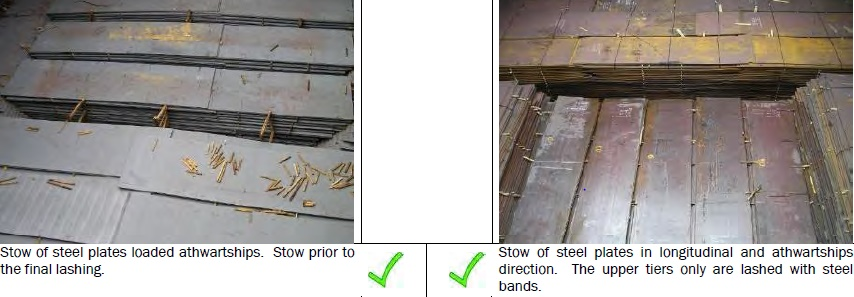 Stow of steel plates loaded athwartships. Stow prior to
the final lashing.
Stow of steel plates in longitudinal and athwartships
direction. The upper tiers only are lashed with steel
bands.